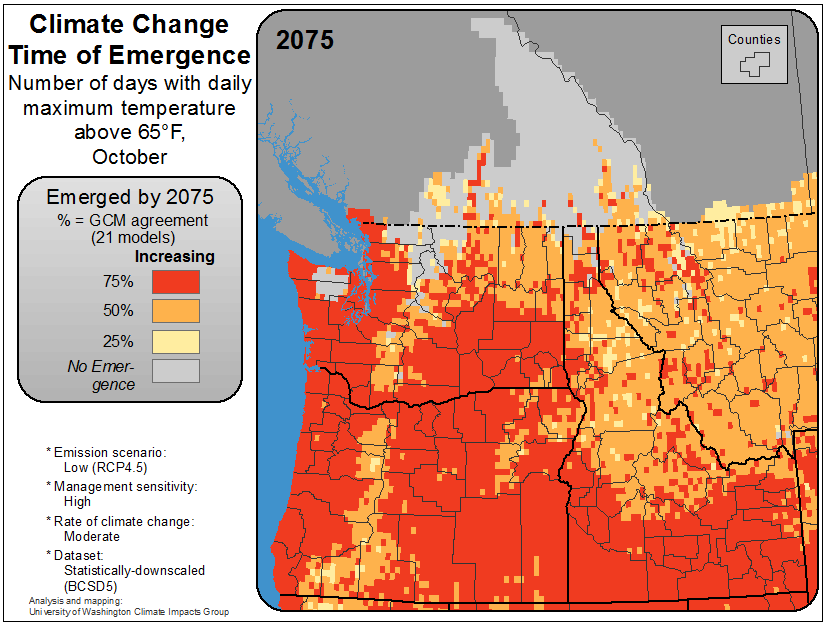 Climate Change
Time of Emergence
Number of days with daily
maximum temperature
above 65°F,
October
2075
Counties
Emerged by 2075
% = GCM agreement
(21 models)
Increasing
75%
50%
25%
No Emer-
gence
* Emission scenario:
Low (RCP4.5)
* Management sensitivity:
High
* Rate of climate change:
Moderate
* Dataset:
Statistically-downscaled
(BCSD5)
Analysis and mapping:
University of Washington Climate Impacts Group